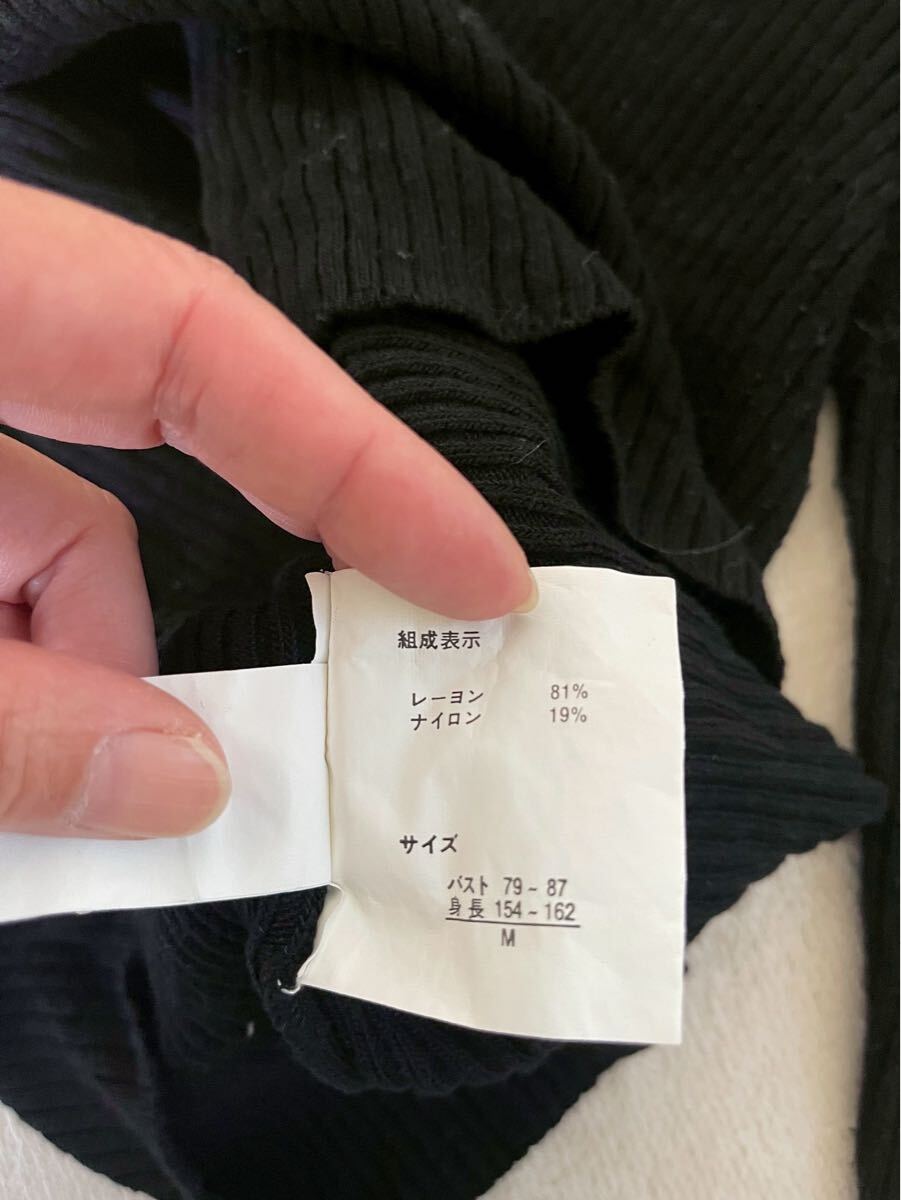 組成表示
レーヨン 81%
ナイロン 19%
サイズ
バスト 79~87
身長 154~162
M